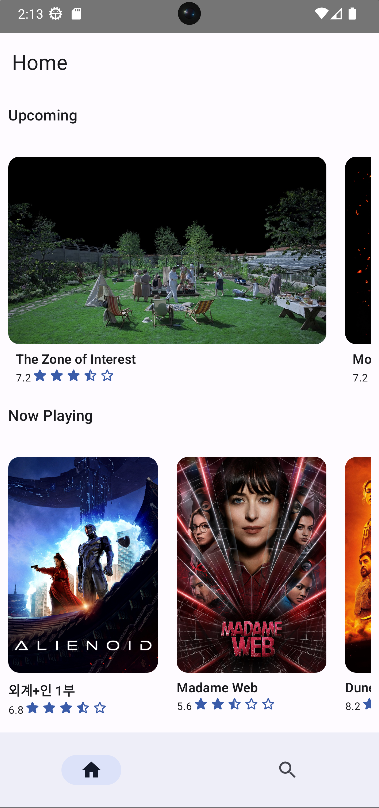 2:13
Home
Upcoming
The Zone of Interest
Mo
7.2
7.2
Now Playing
ALIENOID
MADAME
WEB
외계+인 1부
Madame Web
Dune
6.8
5.6
8.2